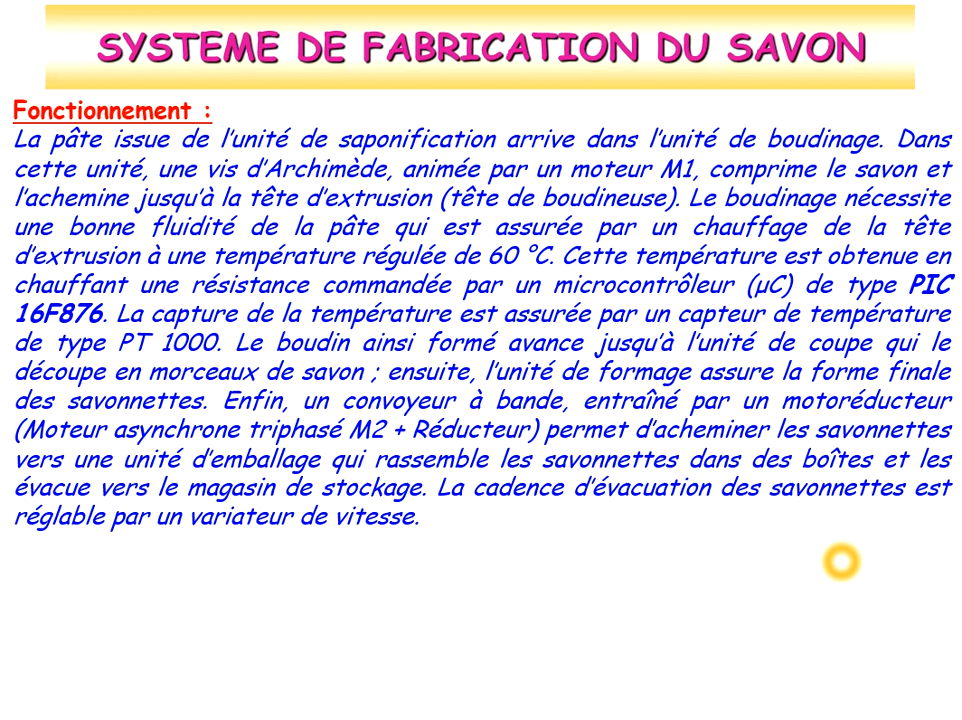 SYSTEME DE FABRICATION DU SAVON
Fonctionnement :
La pâte issue de l’unité de saponification arrive dans l’unité de boudinage. Dans
cette unité, une vis d’Archimède, animée par un moteur M1, comprime le savon et
l’achemine jusqu’à la tête d’extrusion (tête de boudineuse). Le boudinage nécessite
une bonne fluidité de la pâte qui est assurée par un chauffage de la tête
d’extrusion à une température régulée de 60 °C. Cette température est obtenue en
chauffant une résistance commandée par un microcontrôleur (µC) de type PIC
16F876. La capture de la température est assurée par un capteur de température
de type PT 1000. Le boudin ainsi formé avance jusqu’à l’unité de coupe qui le
découpe en morceaux de savon ; ensuite, l’unité de formage assure la forme finale
des savonnettes. Enfin, un convoyeur à bande, entraîné par un motoréducteur
(Moteur asynchrone triphasé M2 + Réducteur) permet d’acheminer les savonnettes
vers une unité d’emballage qui rassemble les savonnettes dans des boîtes et les
évacue vers le magasin de stockage. La cadence d’évacuation des savonnettes est
réglable par un variateur de vitesse.